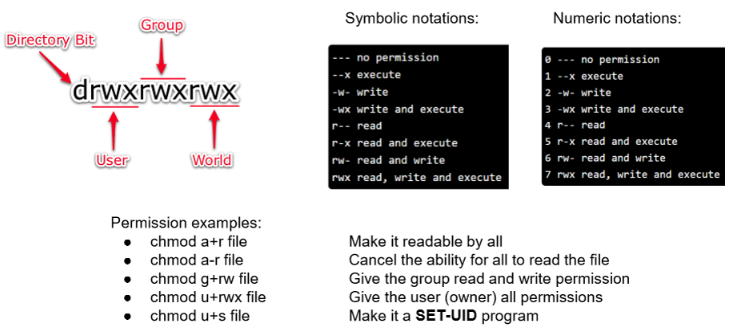 Directory Bit
Group
drwxrwxrwx
User
World
Symbolic notations:
--- no permission
--x execute
-w- write
-wx write and execute
r-- read
r-x read and execute
rw- read and write
rwx read, write and execute
Numeric notations:
0 --- no permission
1 --x execute
2 -w- write
3 -wx write and execute
4 r-- read
5 r-x read and execute
6 rw- read and write
7 rwx read, write and execute
Permission examples:
● chmod a+r file Make it readable by all
● chmod a-r file Cancel the ability for all to read the file
● chmod g+rw file Give the group read and write permission
● chmod u+rwx file Give the user (owner) all permissions
● chmod u+s file Make it a SET-UID program